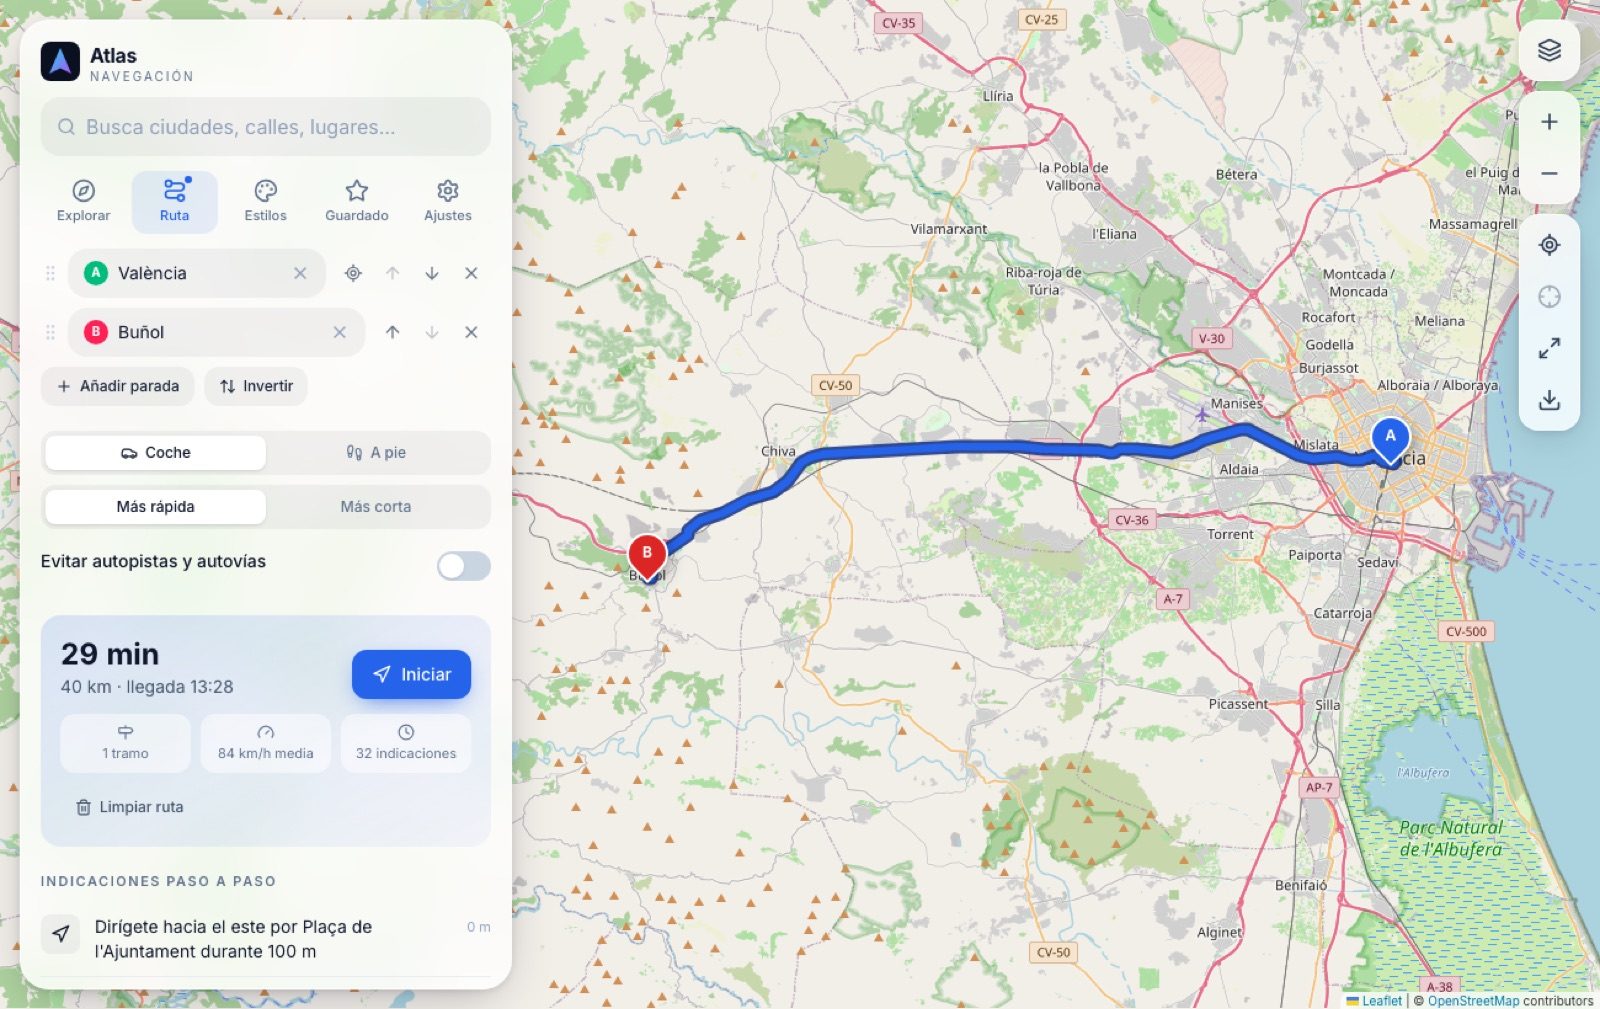 Atlas
NAVEGACIÓN
Busca ciudades, calles, lugares...
Explorar
Ruta
Estilos
Guardado
Ajustes
A València
B Buñol
Añadir parada
Invertir
Coche
A pie
Más rápida
Más corta
Evitar autopistas y autovías
29 min
40 km · llegada 13:28
Iniciar
1 tramo
84 km/h media
32 indicaciones
Limpiar ruta
INDICACIONES PASO A PASO
Dirígete hacia el este por Plaça de
l'Ajuntament durante 100 m
0 m
CV-35
CV-25
Llíria
la Pobla de
Vallbona
Bétera
el Puig d
Massamagrell
Vilamarxant
l'Eliana
Riba-roja de
Túria
Montcada /
Moncada
Rocafort
Meliana
V-30
Godella
Burjassot
CV-50
Alboraia / Alboraya
Manises
A
Chiva
Mislata
cia
Aldaia
CV-36
Torrent
B
Paiporta
Sedaví
A-7
Catarroja
CV-500
Picassent
Silla
l'Albufera
AP-7
Parc Natural
de l'Albufera
Benifaió
Alginet
CV-50
A-38
Leaflet | © OpenStreetMap contributors